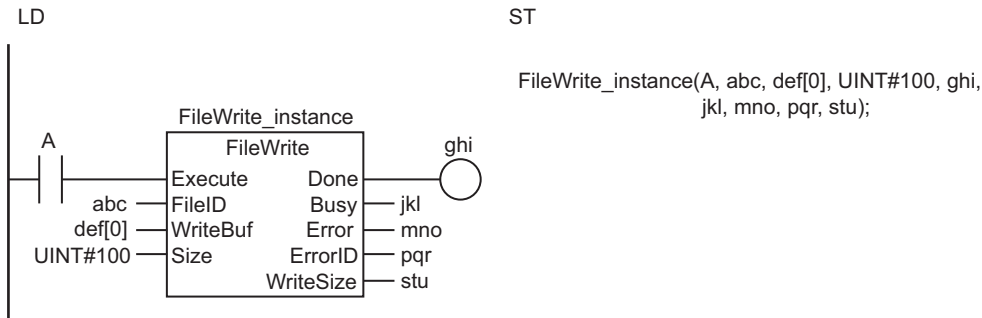 LD
ST
FileWrite_instance(A, abc, def[0], UINT#100, ghi,
jkl, mno, pqr, stu);
FileWrite_instance
A
FileWrite
ghi
Execute Done
abc FileID Busy jkl
def[0] WriteBuf Error mno
UINT#100 Size ErrorID pqr
WriteSize stu